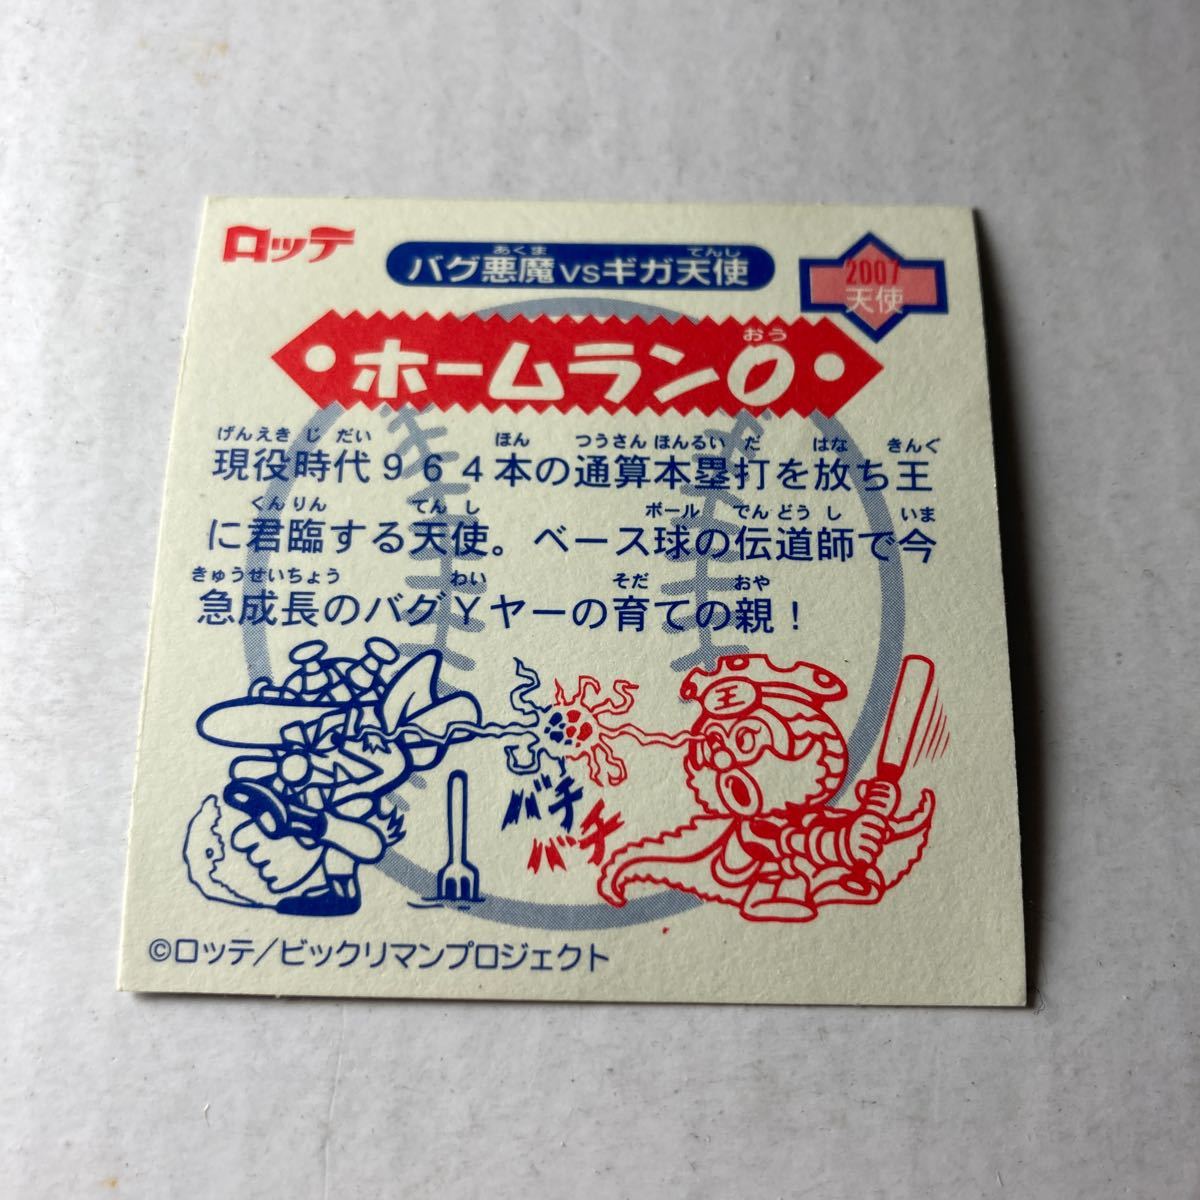 ロッテ
あくま てんし
バグ悪魔vsギガ天使
2007
天使
おう
ホームラン0
げんえき じ だい ほん つうさん ほんるい だ はな きんぐ
現役時代964本の通算本塁打を放ち王
くんりん てん し ボール でん どう し いま
に君臨する天使。ベース球の伝道師で今
きゅうせいちょう わい そだ おや
急成長のバグYヤーの育ての親!
王
バチ
バチ
©ロッテ/ビックリマンプロジェクト